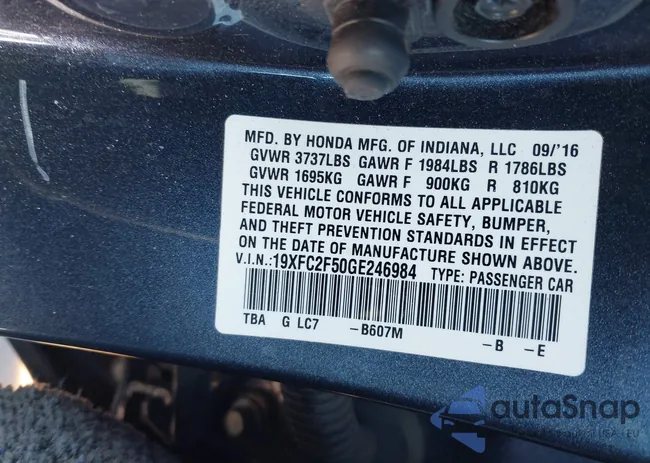 MFD. BY HONDA MFG. OF INDIANA, LLC 09/'16
GVWR 3737LBS GAWR F 1984LBS R 1786LBS
GVWR 1695KG GAWR F 900KG R 810KG
THIS VEHICLE CONFORMS TO ALL APPLICABLE
FEDERAL MOTOR VEHICLE SAFETY, BUMPER,
AND THEFT PREVENTION STANDARDS IN EFFECT
ON THE DATE OF MANUFACTURE SHOWN ABOVE.
V.I.N.:19XFC2F50GE246984 TYPE: PASSENGER CAR
TBA G LC7 -B607M -B -E
autoSnap